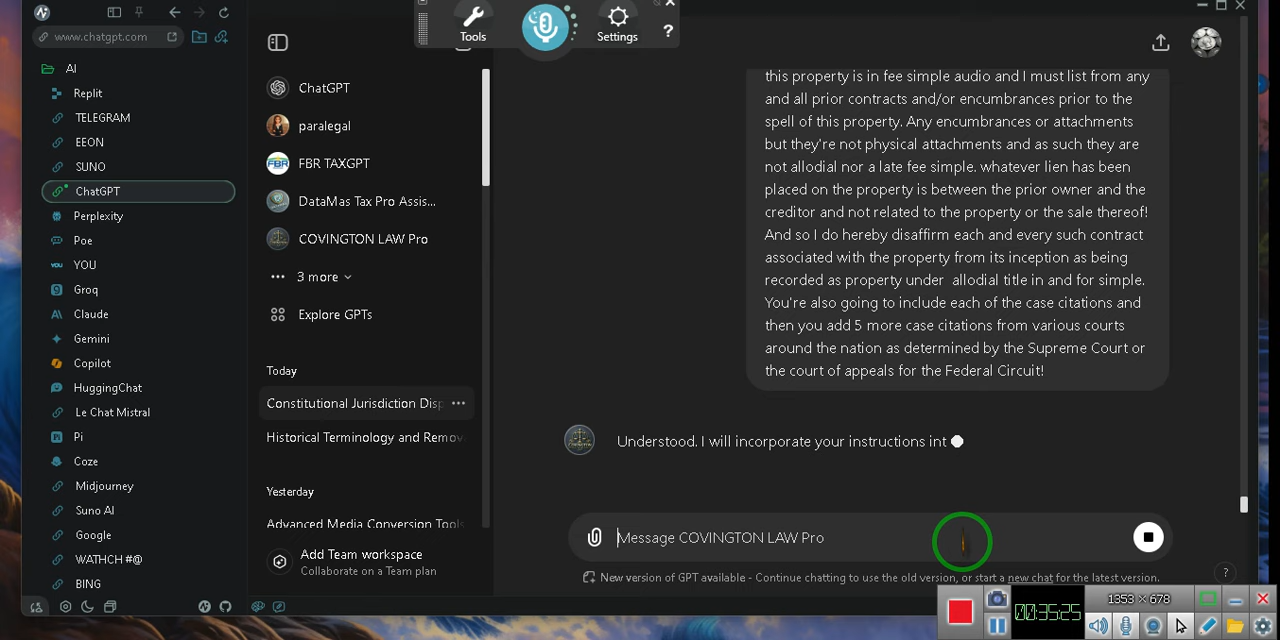 www.chatgpt.com
AI
Replit
TELEGRAM
EEON
SUNO
ChatGPT
Perplexity
Poe
YOU
YOU
Groq
Claude
Gemini
Copilot
HuggingChat
Le Chat Mistral
Pi
Coze
Midjourney
Suno AI
Google
WATHCH #@
BING
ChatGPT
paralegal
FBR
FBR TAXGPT
DataMas Tax Pro Assis...
COVINGTON LAW Pro
3 more
Explore GPTs
Today
Constitutional Jurisdiction Disp
Historical Terminology and Remov
Yesterday
Advanced Media Conversion Tools
Add Team workspace
Collaborate on a Team plan
Tools
Settings
?
this property is in fee simple audio and I must list from any
and all prior contracts and/or encumbrances prior to the
spell of this property. Any encumbrances or attachments
but they're not physical attachments and as such they are
not allodial nor a late fee simple. whatever lien has been
placed on the property is between the prior owner and the
creditor and not related to the property or the sale thereof!
And so I do hereby disaffirm each and every such contract
associated with the property from its inception as being
recorded as property under allodial title in and for simple.
You're also going to include each of the case citations and
then you add 5 more case citations from various courts
around the nation as determined by the Supreme Court or
the court of appeals for the Federal Circuit!
Understood. I will incorporate your instructions int
Message COVINGTON LAW Pro
New version of GPT available - Continue chatting to use the old version, or start a new chat for the latest version.
?
00:35:25
1353 × 678